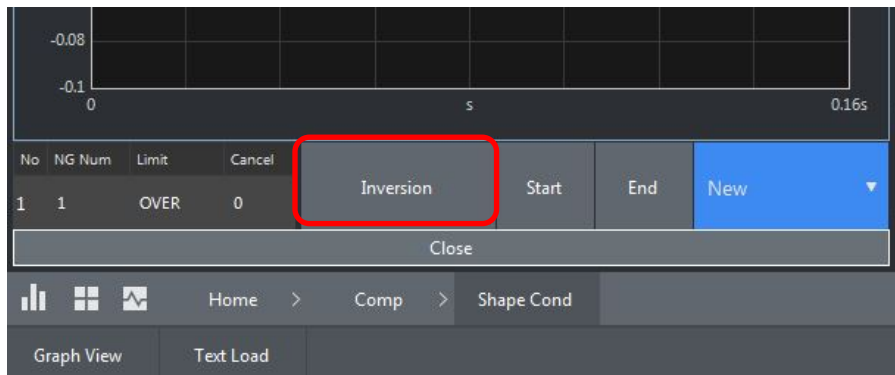 -0.08
-0.1
0 s 0.16s
No NG Num Limit Cancel
1 1 OVER 0
Inversion Start End New
Close
Home > Comp > Shape Cond
Graph View Text Load